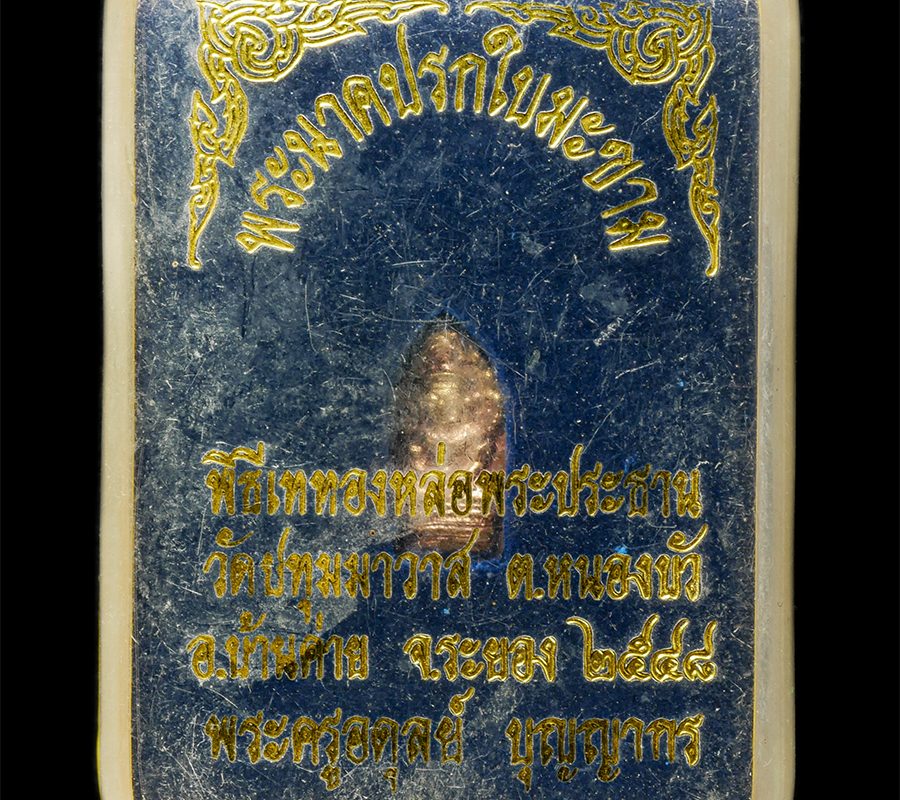 พระนาคปรกใบมะขาม
พิธีเททองหล่อพระประธาน
วัดปทุมมาวาส ต.หนองบัว
อ.บ้านค่าย จ.ระยอง ๒๕๔๘
พระครูอดุลย์ บุญญากร